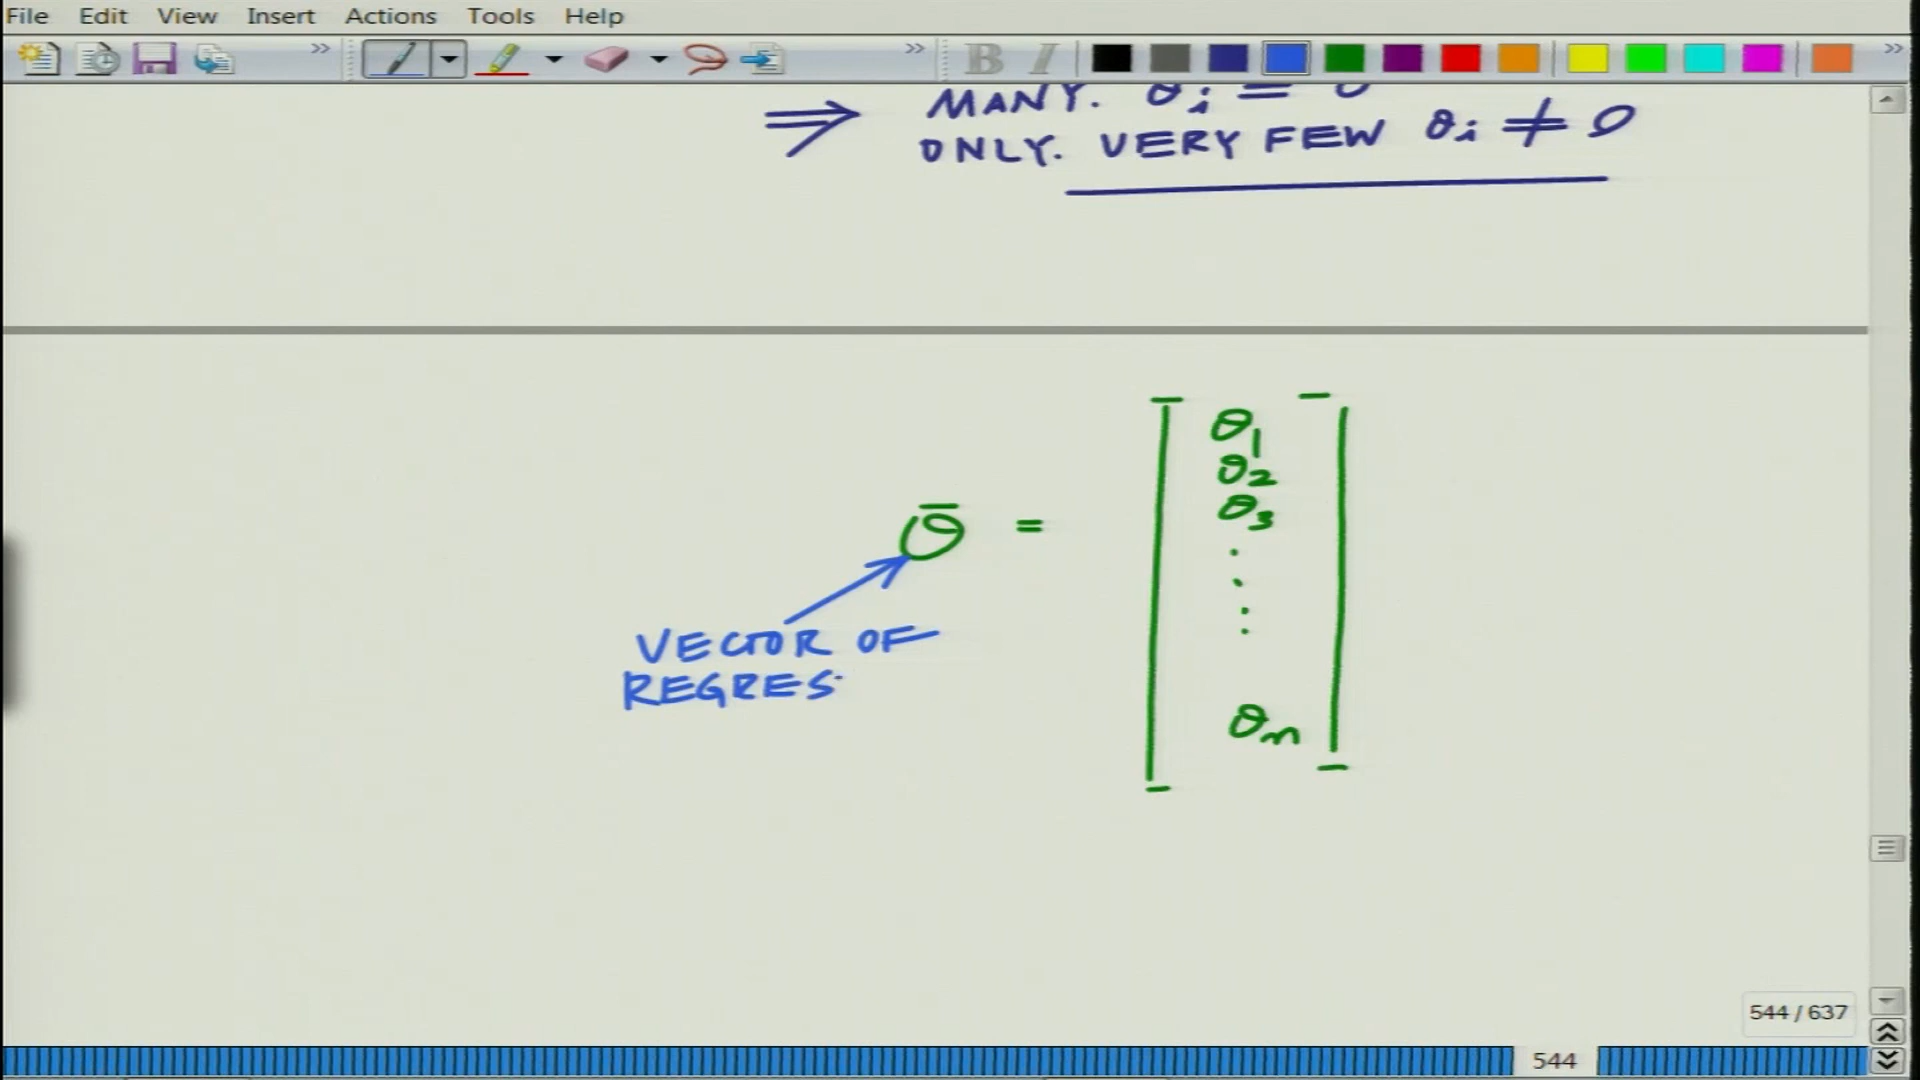 File Edit View Insert Actions Tools Help
B I
⇒ MANY. θi = 0
ONLY. VERY FEW θi ≠ 0
θ̄ =
θ1
θ2
θ3
.
.
:
θm
VECTOR OF
REGRES
544 / 637
544